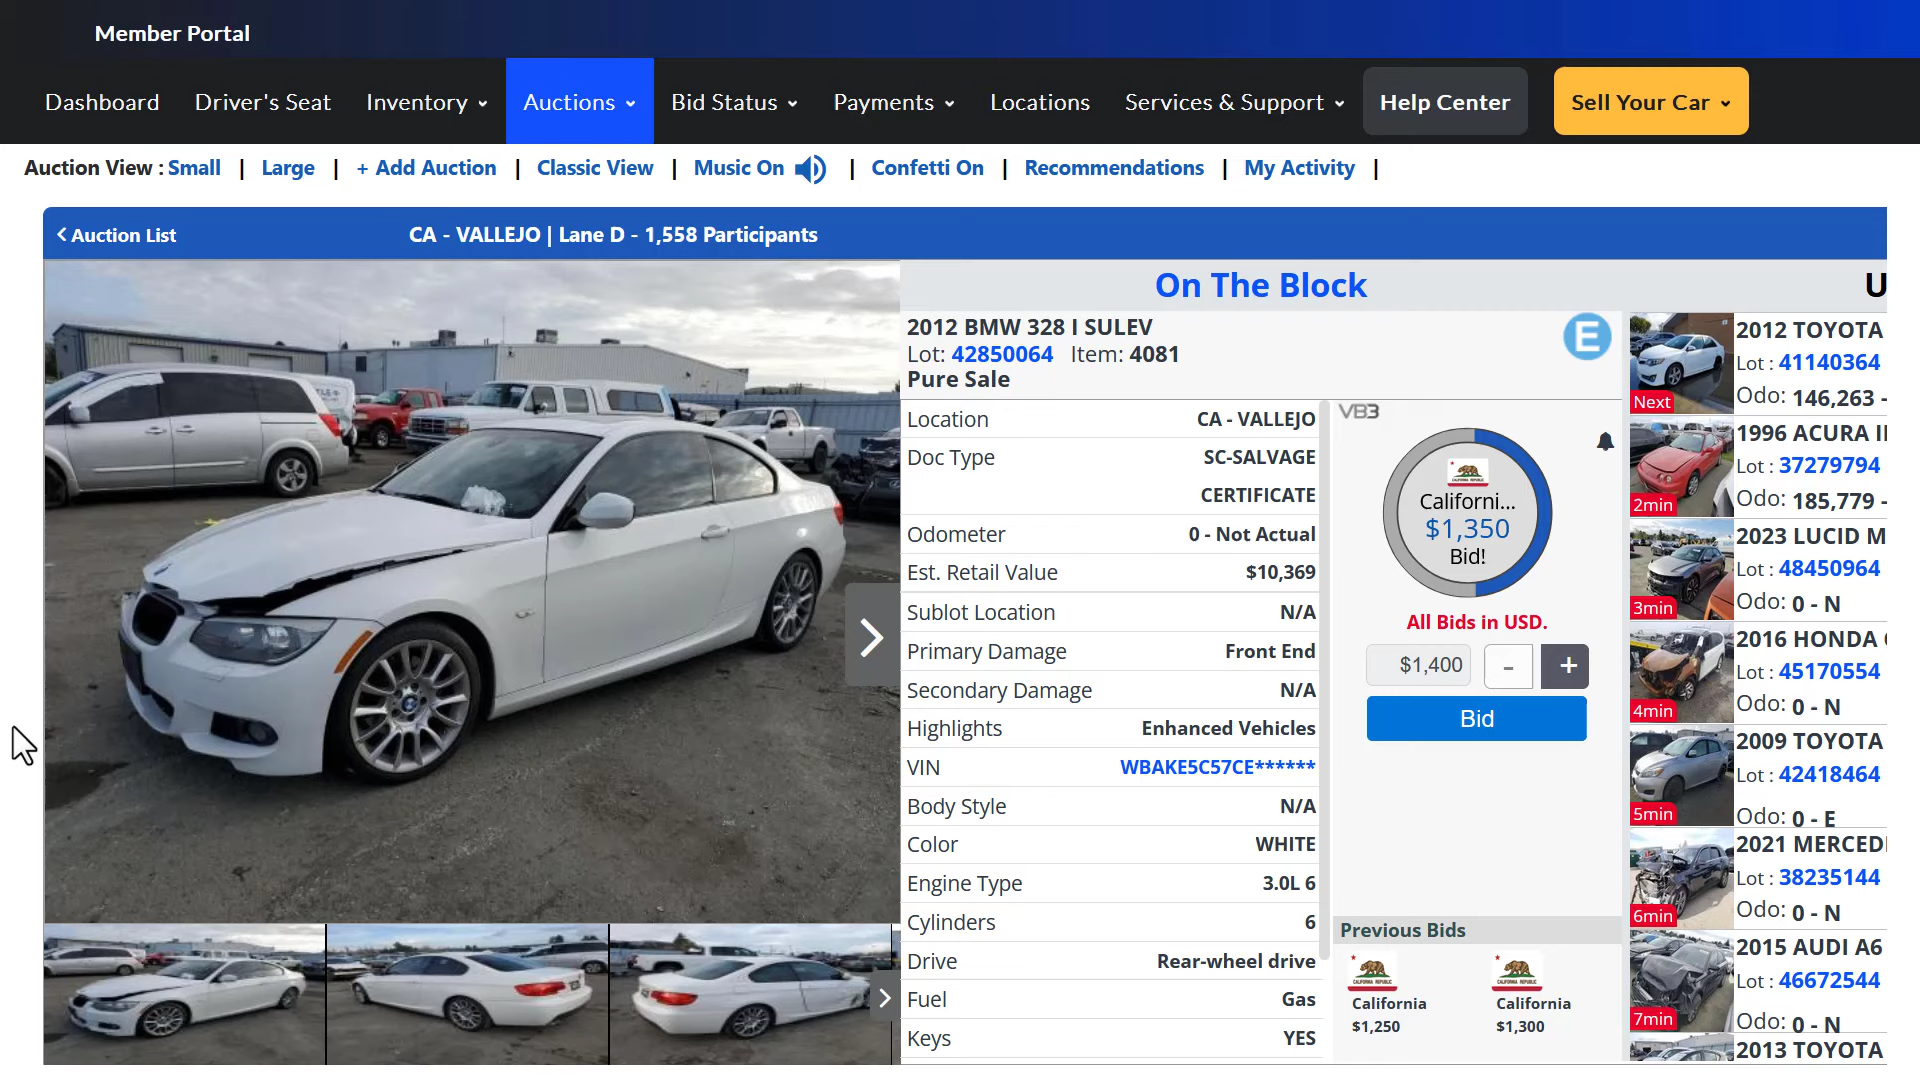 Member Portal
Dashboard Driver's Seat Inventory Auctions Bid Status Payments Locations Services & Support Help Center Sell Your Car
Auction View : Small | Large | + Add Auction | Classic View | Music On | Confetti On | Recommendations | My Activity |
Auction List CA - VALLEJO | Lane D - 1,558 Participants
On The Block
U
2012 BMW 328 I SULEV
Lot: 42850064 Item: 4081
Pure Sale
E
Location CA - VALLEJO
Doc Type SC-SALVAGE
CERTIFICATE
Odometer 0 - Not Actual
Est. Retail Value $10,369
Sublot Location N/A
Primary Damage Front End
Secondary Damage N/A
Highlights Enhanced Vehicles
VIN WBAKE5C57CE******
Body Style N/A
Color WHITE
Engine Type 3.0L 6
Cylinders 6
Drive Rear-wheel drive
Fuel Gas
Keys YES
VB3
Californi...
$1,350
Bid!
All Bids in USD.
$1,400 - +
Bid
Previous Bids
California California
$1,250 $1,300
2012 TOYOTA
Lot : 41140364
Odo: 146,263 -
Next
1996 ACURA I
Lot : 37279794
Odo: 185,779 -
2min
2023 LUCID M
Lot : 48450964
Odo: 0 - N
3min
2016 HONDA
Lot : 45170554
Odo: 0 - N
4min
2009 TOYOTA
Lot : 42418464
Odo: 0 - E
5min
2021 MERCED
Lot : 38235144
Odo: 0 - N
6min
2015 AUDI A6
Lot : 46672544
Odo: 0 - N
7min
2013 TOYOTA